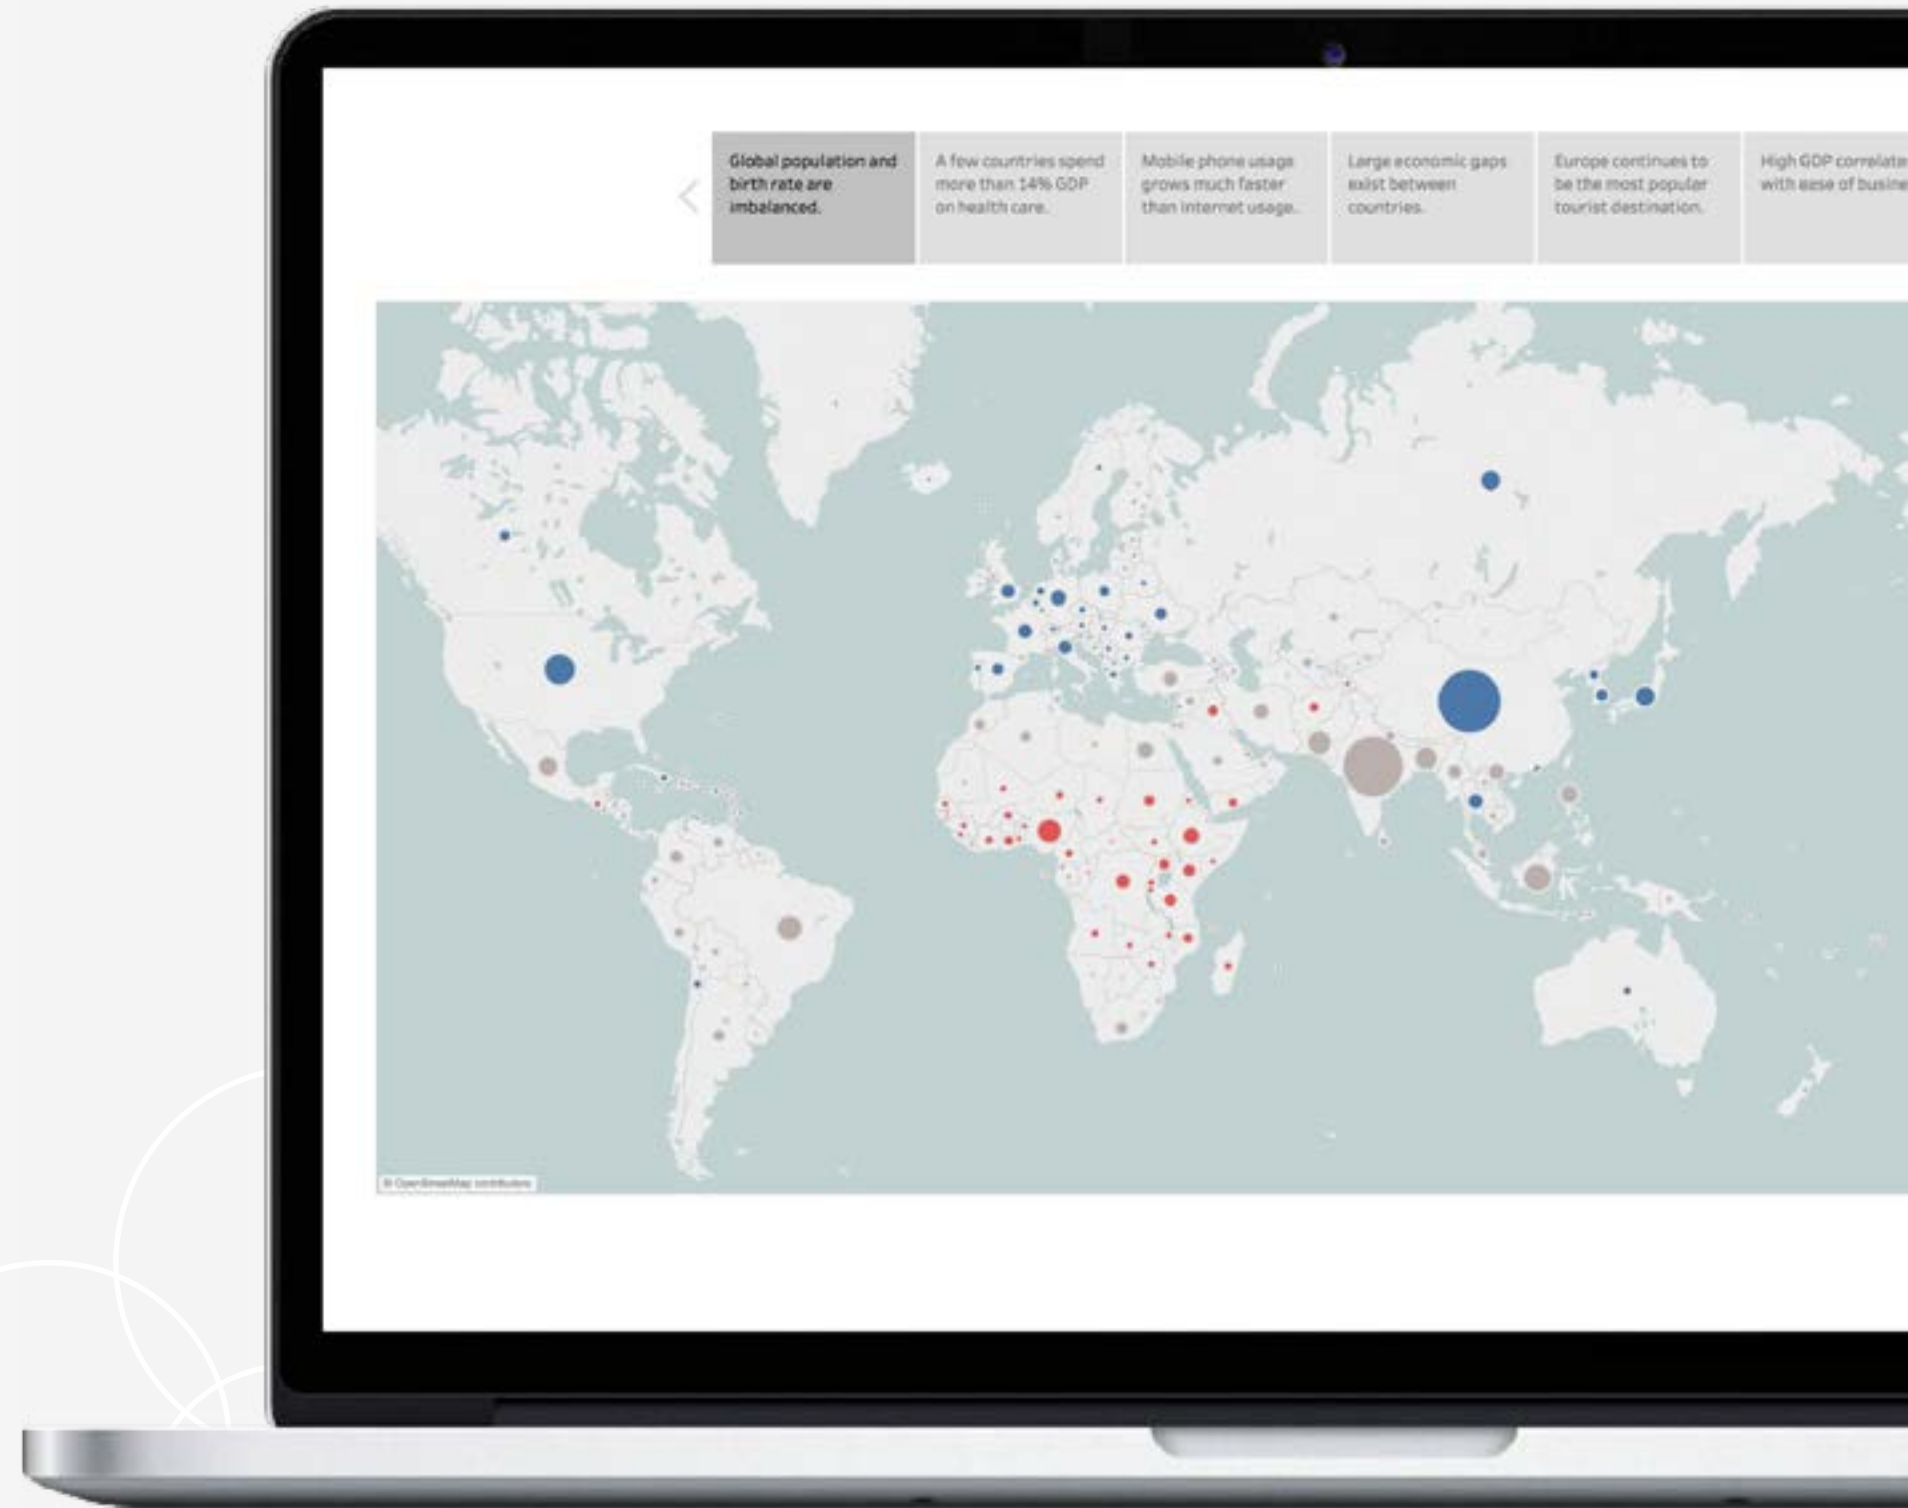 Global population and
birth rate are
imbalanced.
A few countries spend
more than 14% GDP
on health care.
Mobile phone usage
grows much faster
than Internet usage.
Large economic gaps
exist between
countries.
Europe continues to
be the most popular
tourist destination.
High GDP correlate
with ease of busine
© OpenStreetMap contributors